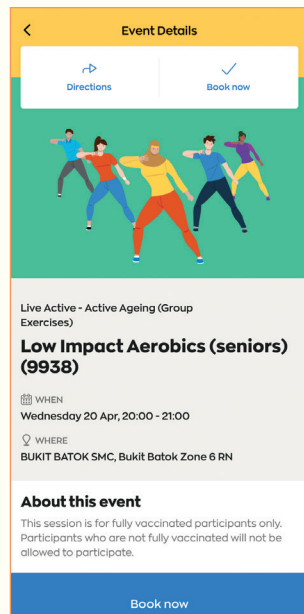 Event Details
Directions
Book now
Live Active - Active Ageing (Group
Exercises)
Low Impact Aerobics (seniors)
(9938)
WHEN
Wednesday 20 Apr, 20:00 - 21:00
WHERE
BUKIT BATOK SMC, Bukit Batok Zone 6 RN
About this event
This session is for fully vaccinated participants only.
Participants who are not fully vaccinated will not be
allowed to participate.
Book now